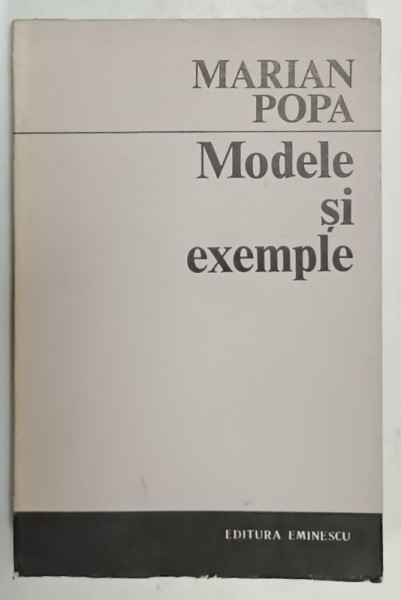 MARIAN
POPA
Modele
și
exemple
EDITURA EMINESCU